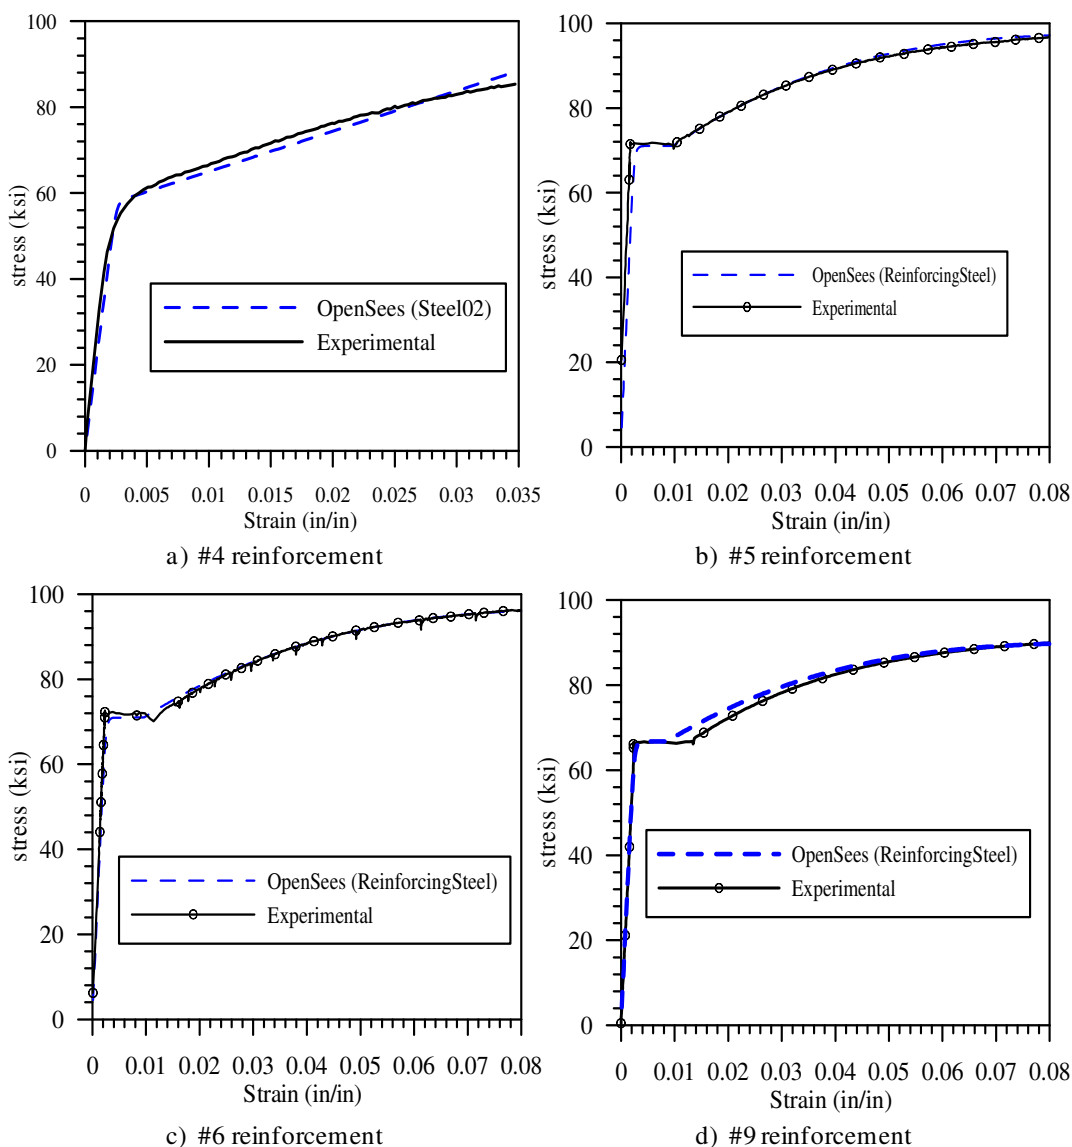 100
80
60
40
20
0
stress (ksi)
OpenSees (Steel02)
Experimental
0 0.005 0.01 0.015 0.02 0.025 0.03 0.035
Strain (in/in)
a) #4 reinforcement
100
80
60
40
20
0
stress (ksi)
OpenSees (ReinforcingSteel)
Experimental
0 0.01 0.02 0.03 0.04 0.05 0.06 0.07 0.08
Strain (in/in)
b) #5 reinforcement
100
80
60
40
20
0
stress (ksi)
OpenSees (ReinforcingSteel)
Experimental
0 0.01 0.02 0.03 0.04 0.05 0.06 0.07 0.08
Strain (in/in)
c) #6 reinforcement
100
80
60
40
20
0
stress (ksi)
OpenSees (ReinforcingSteel)
Experimental
0 0.01 0.02 0.03 0.04 0.05 0.06 0.07 0.08
Strain (in/in)
d) #9 reinforcement